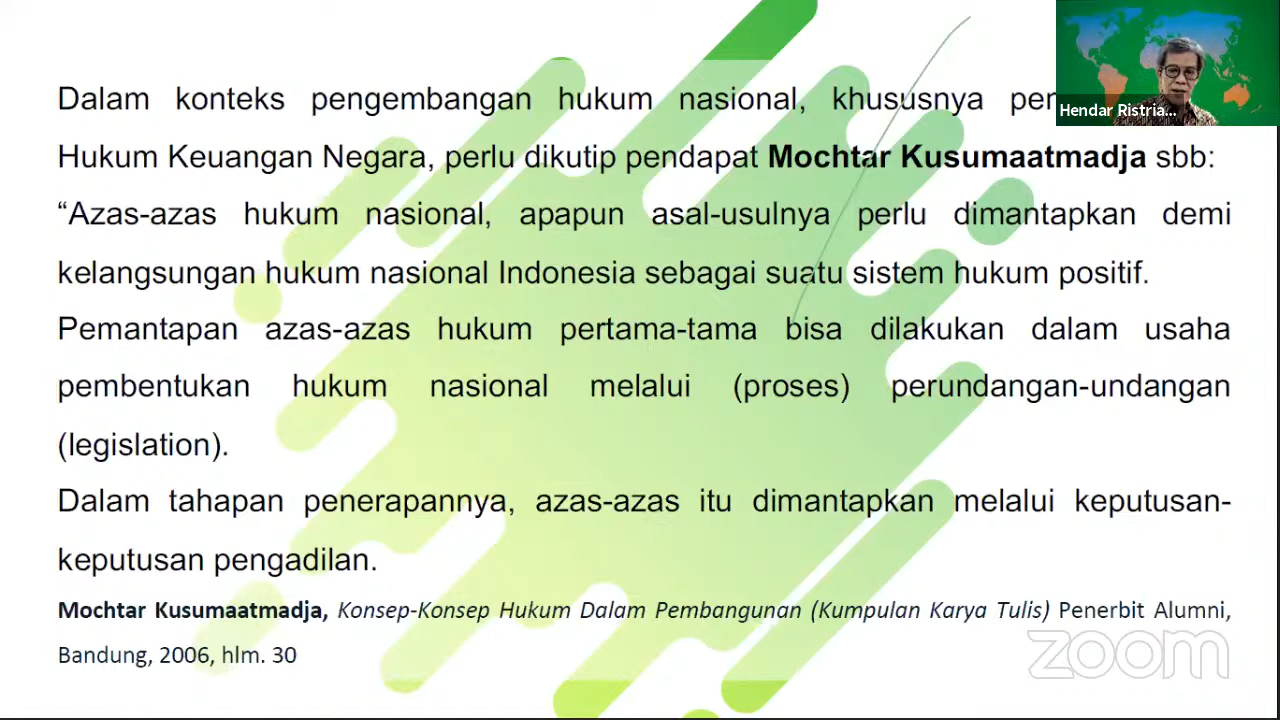 Dalam konteks pengembangan hukum nasional, khususnya
Hendar Ristria...
Hukum Keuangan Negara, perlu dikutip pendapat Mochtar Kusumaatmadja sbb:
“Azas-azas hukum nasional, apapun asal-usulnya perlu dimantapkan demi
kelangsungan hukum nasional Indonesia sebagai suatu sistem hukum positif.
Pemantapan azas-azas hukum pertama-tama bisa dilakukan dalam usaha
pembentukan hukum nasional melalui (proses) perundangan-undangan
(legislation).
Dalam tahapan penerapannya, azas-azas itu dimantapkan melalui keputusan-
keputusan pengadilan.
Mochtar Kusumaatmadja, Konsep-Konsep Hukum Dalam Pembangunan (Kumpulan Karya Tulis) Penerbit Alumni,
Bandung, 2006, hlm. 30
zoom